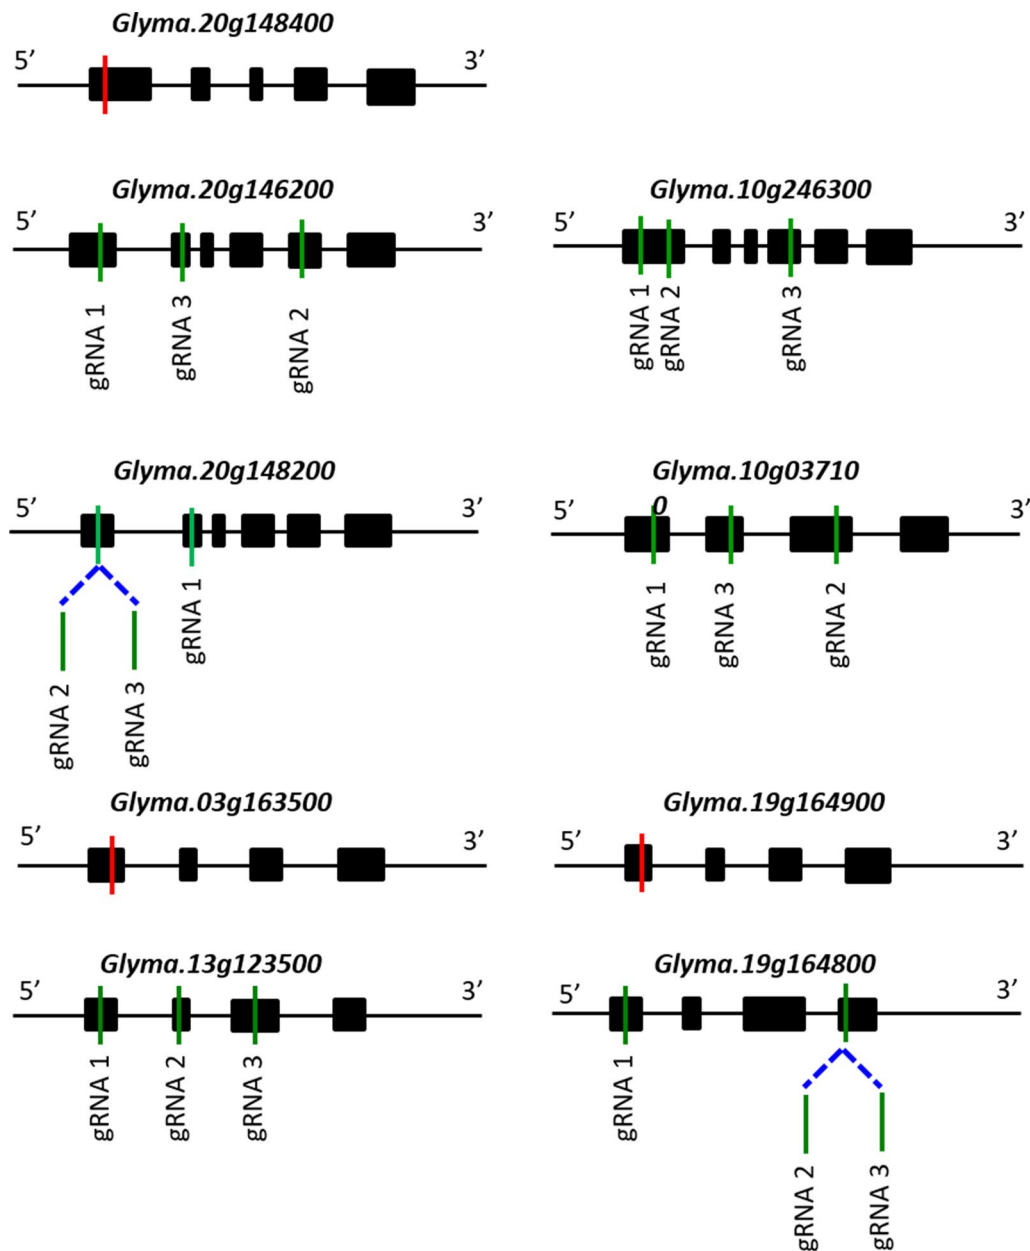 Glyma.20g148400
5’ 3’
Glyma.20g146200
5’ 3’
gRNA 1
gRNA 3
gRNA 2
Glyma.10g246300
5’ 3’
gRNA 1
gRNA 2
gRNA 3
Glyma.20g148200
5’ 3’
gRNA 1
gRNA 2
gRNA 3
Glyma.10g03710
0
5’ 3’
gRNA 1
gRNA 3
gRNA 2
Glyma.03g163500
5’ 3’
Glyma.19g164900
5’ 3’
Glyma.13g123500
5’ 3’
gRNA 1
gRNA 2
gRNA 3
Glyma.19g164800
5’ 3’
gRNA 1
gRNA 2
gRNA 3